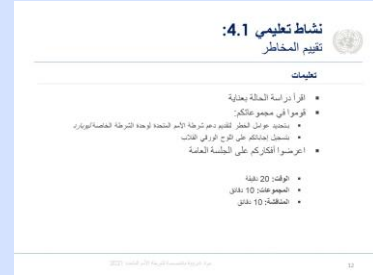 نشاط تعليمي 4.1:
تقييم المخاطر
تعليمات
اقرأ دراسة الحالة بعناية
قوموا في مجموعاتكم:
بتحديد عوامل الخطر لتقديم دعم شرطة الأمم المتحدة لوحدة الشرطة الخاصة
بتسجيل إجاباتكم على اللوح الورقي القلاب
اعرضوا أفكاركم على الجلسة العامة
الوقت: 20 دقيقة
المجموعات: 10 دقائق
المناقشة: 10 دقائق
12